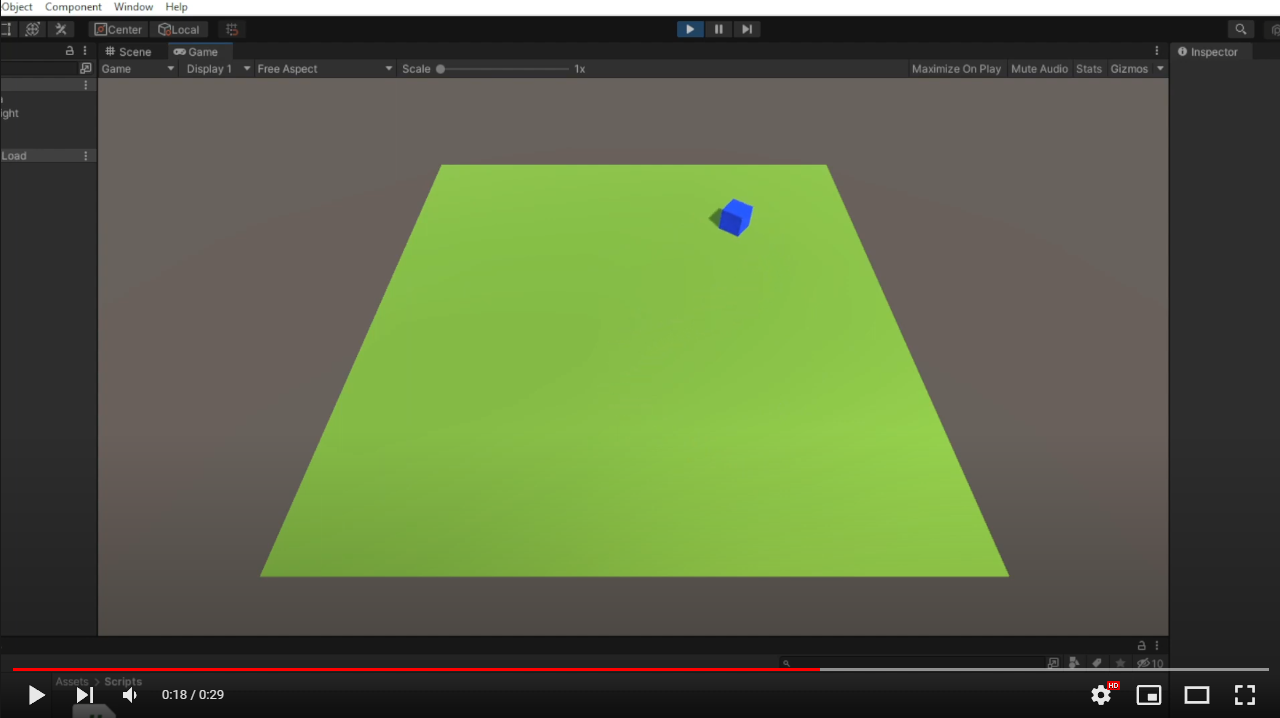 Object Component Window Help
Center Local
Scene Game Inspector
Game Display 1 Free Aspect Scale 1x Maximize On Play Mute Audio Stats Gizmos
ight
Load
10
Assets > Scripts
HD
0:18 / 0:29